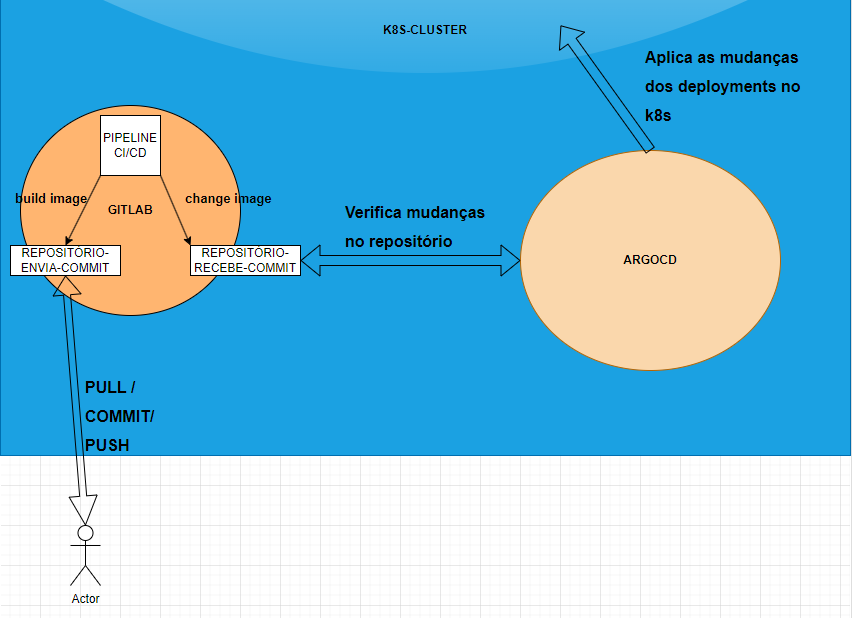 K8S-CLUSTER
Aplica as mudanças
dos deployments no
k8s
PIPELINE
CI/CD
build image
change image
GITLAB
Verifica mudanças
no repositório
REPOSITÓRIO-
ENVIA-COMMIT
REPOSITÓRIO-
RECEBE-COMMIT
ARGOCD
PULL /
COMMIT/
PUSH
Actor